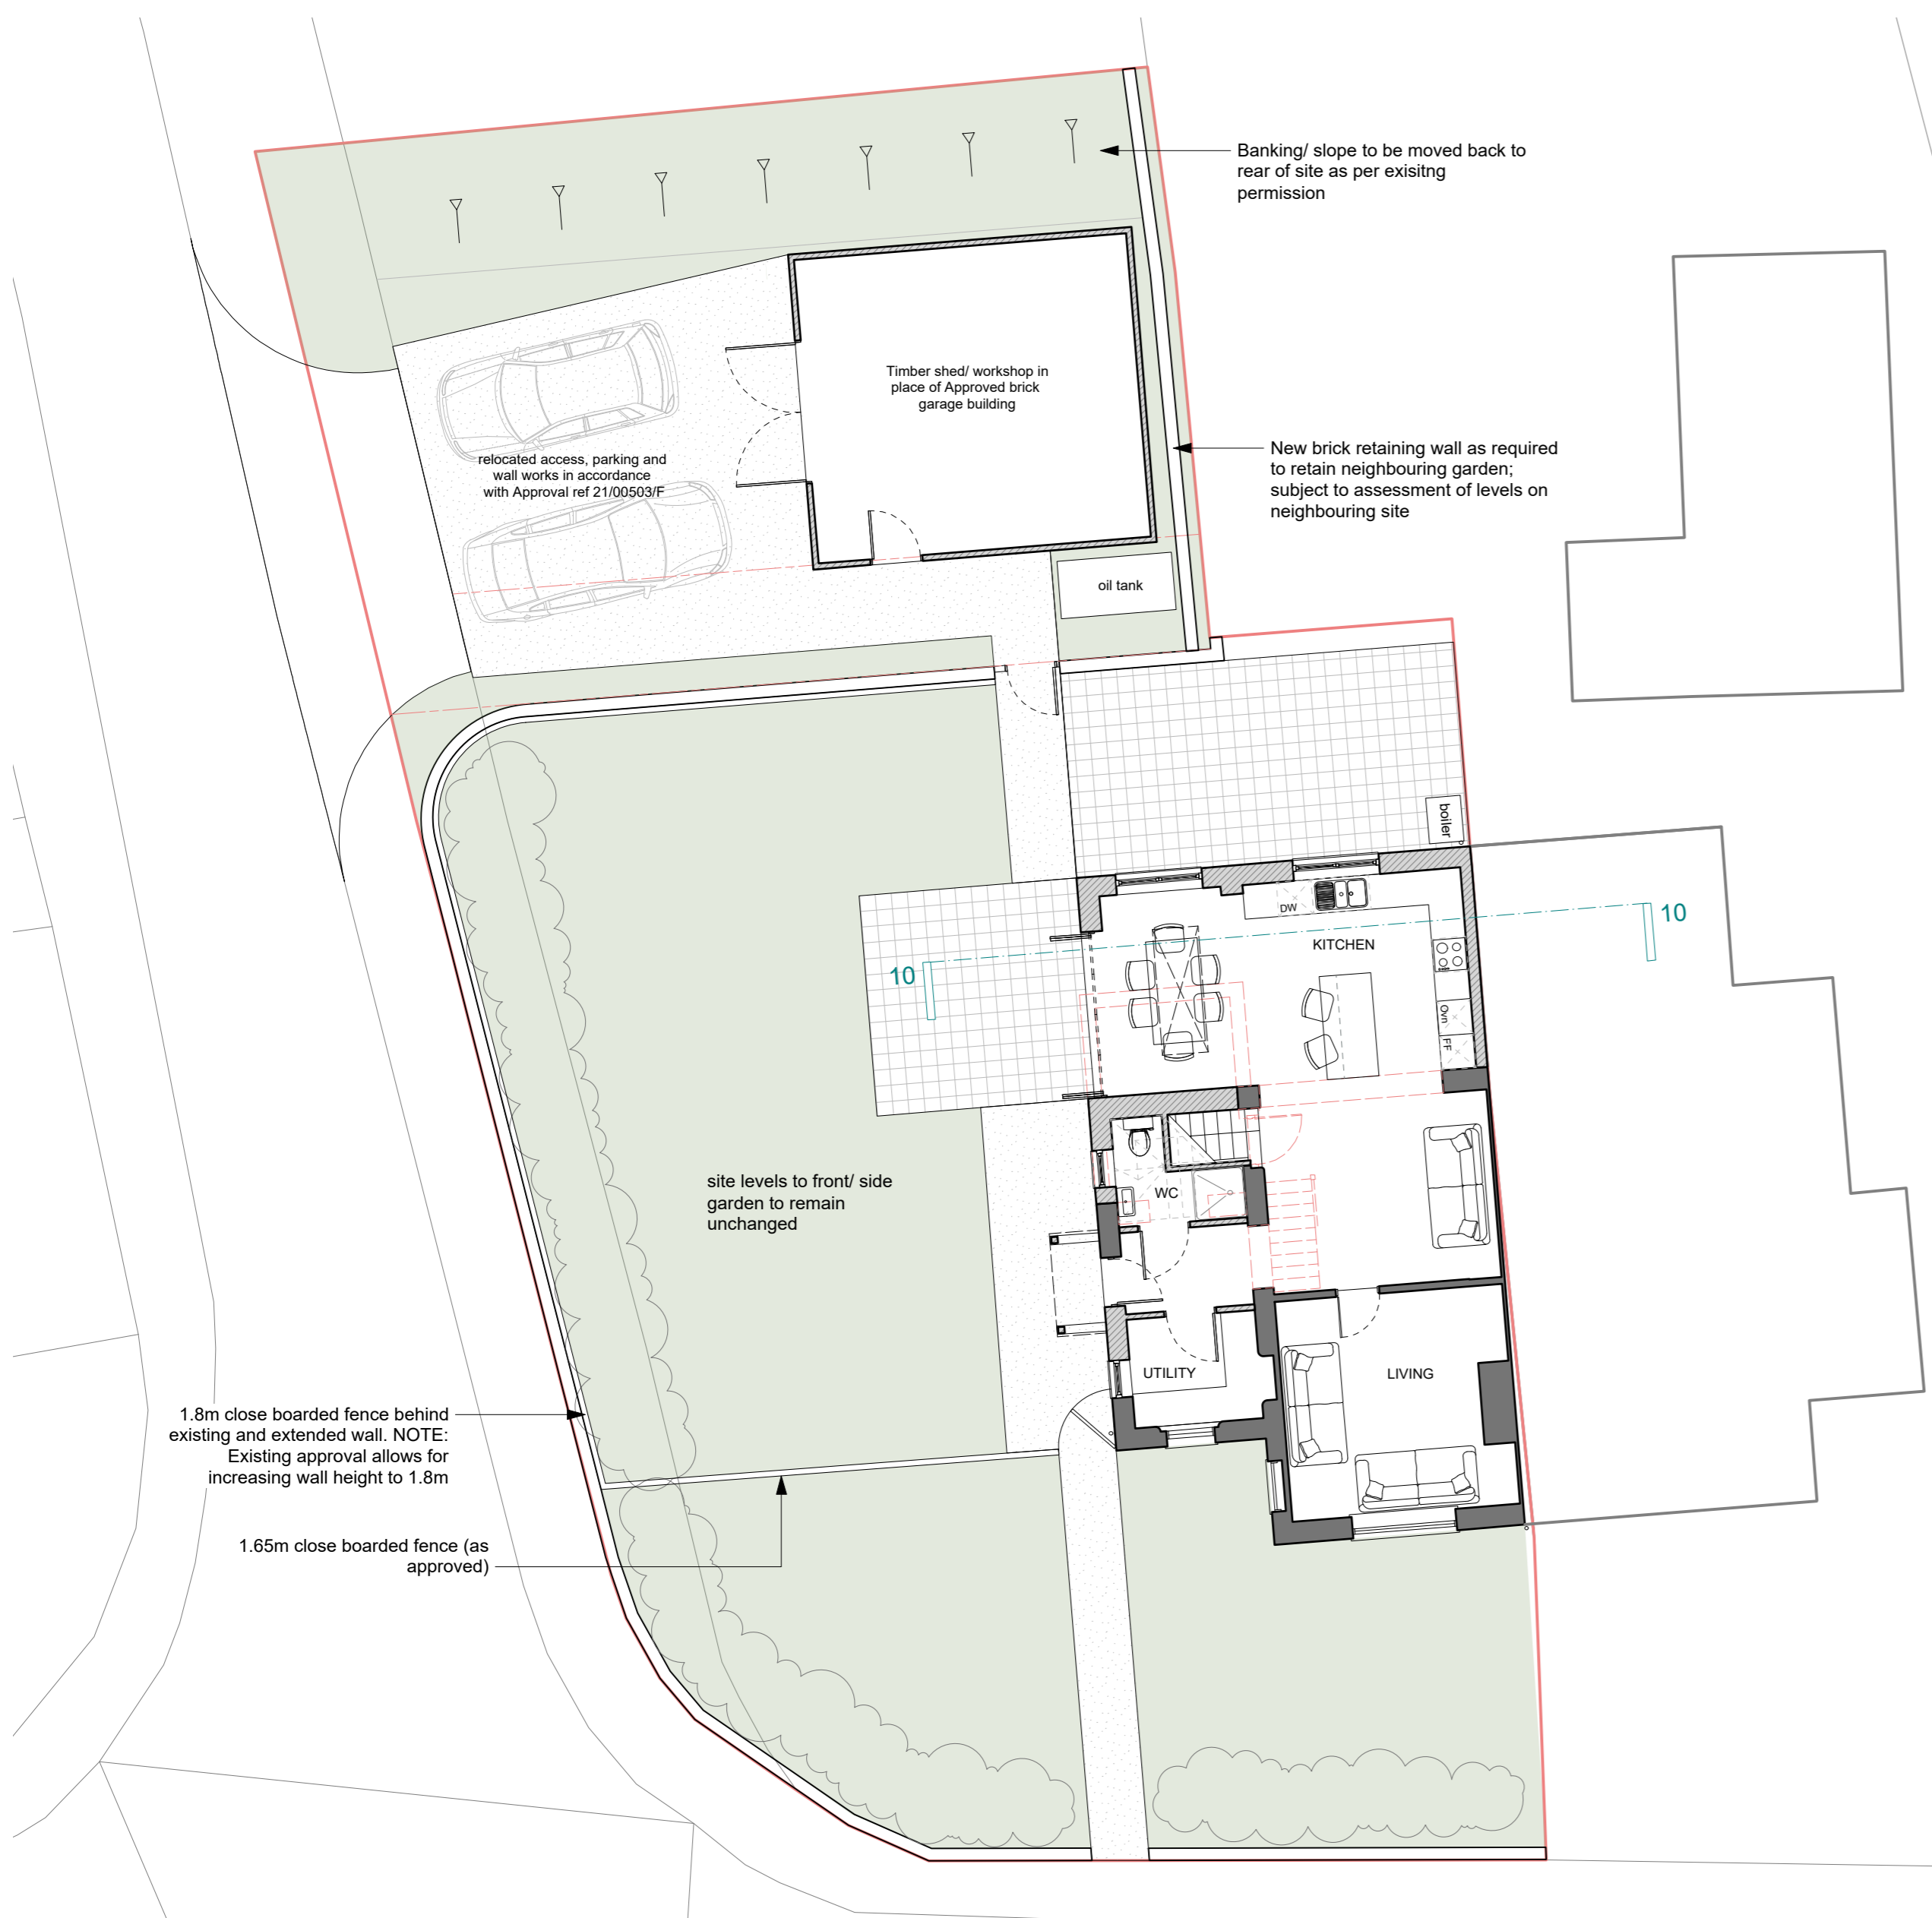 Banking/ slope to be moved back to
rear of site as per exisitng
permission
Timber shed/ workshop in
place of Approved brick
garage building
relocated access, parking and
wall works in accordance
with Approval ref 21/00503/F
New brick retaining wall as required
to retain neighbouring garden;
subject to assessment of levels on
neighbouring site
oil tank
boiler
DW
KITCHEN
10
10
Ovn
FF
site levels to front/ side
garden to remain
unchanged
WC
UTILITY
LIVING
1.8m close boarded fence behind
existing and extended wall. NOTE:
Existing approval allows for
increasing wall height to 1.8m
1.65m close boarded fence (as
approved)